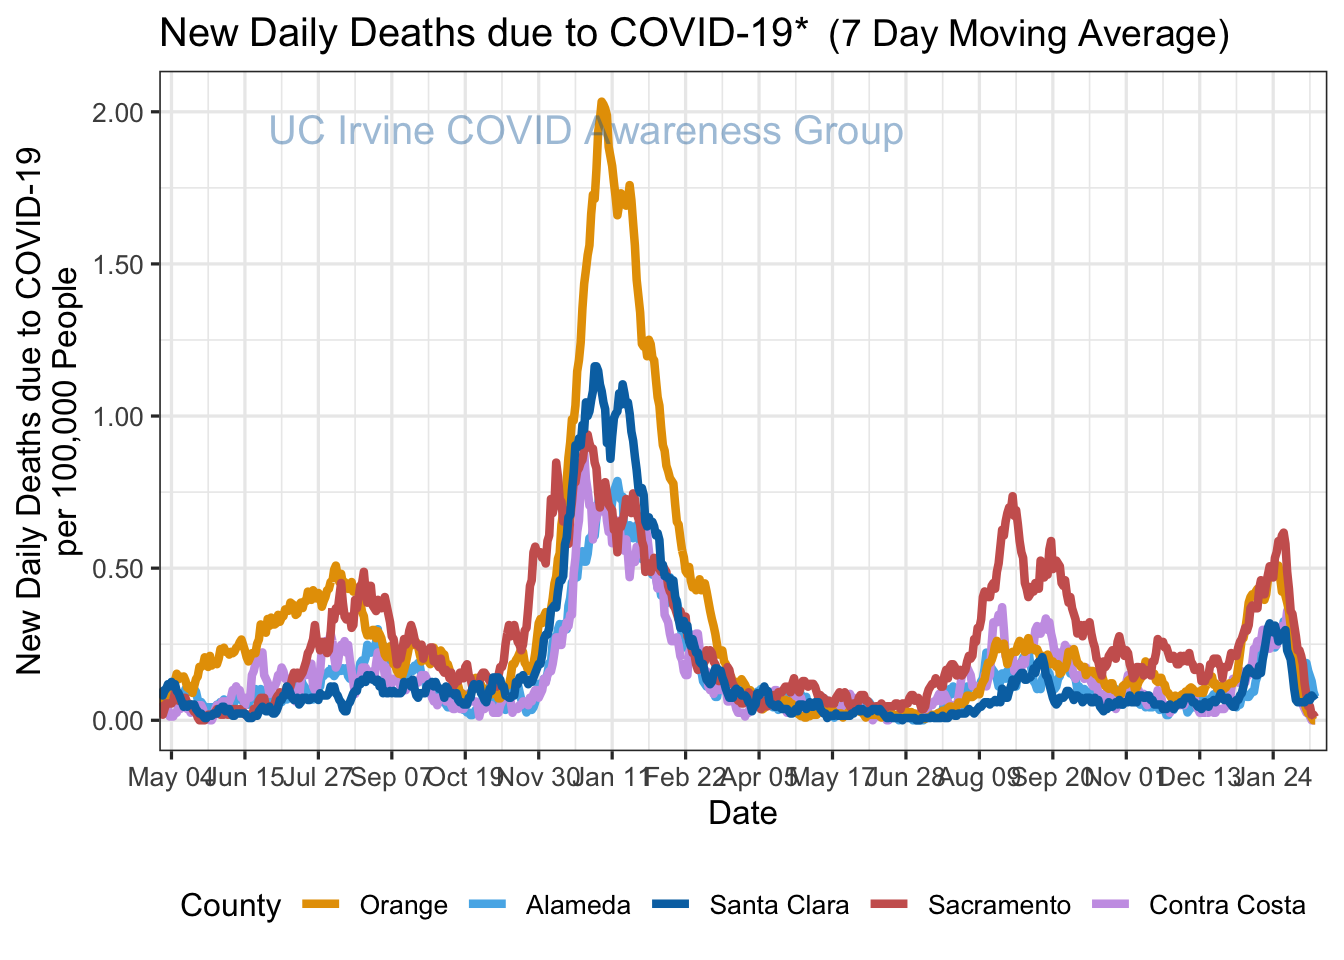 New Daily Deaths due to COVID-19* (7 Day Moving Average)
UC Irvine COVID Awareness Group
New Daily Deaths due to COVID-19
per 100,000 People
2.00
1.50
1.00
0.50
0.00
May 04 Jun 15 Jul 27 Sep 07 Oct 19 Nov 30 Jan 11 Feb 22 Apr 05 May 17 Jun 28 Aug 09 Sep 20 Nov 01 Dec 13 Jan 24
Date
County Orange Alameda Santa Clara Sacramento Contra Costa